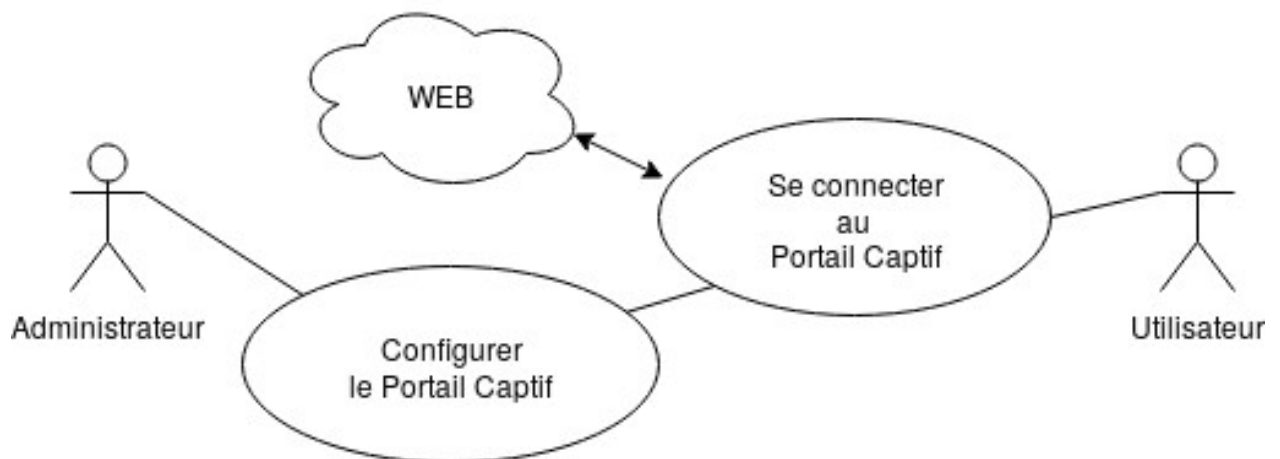 WEB
Se connecter
au
Portail Captif
Administrateur
Utilisateur
Configurer
le Portail Captif